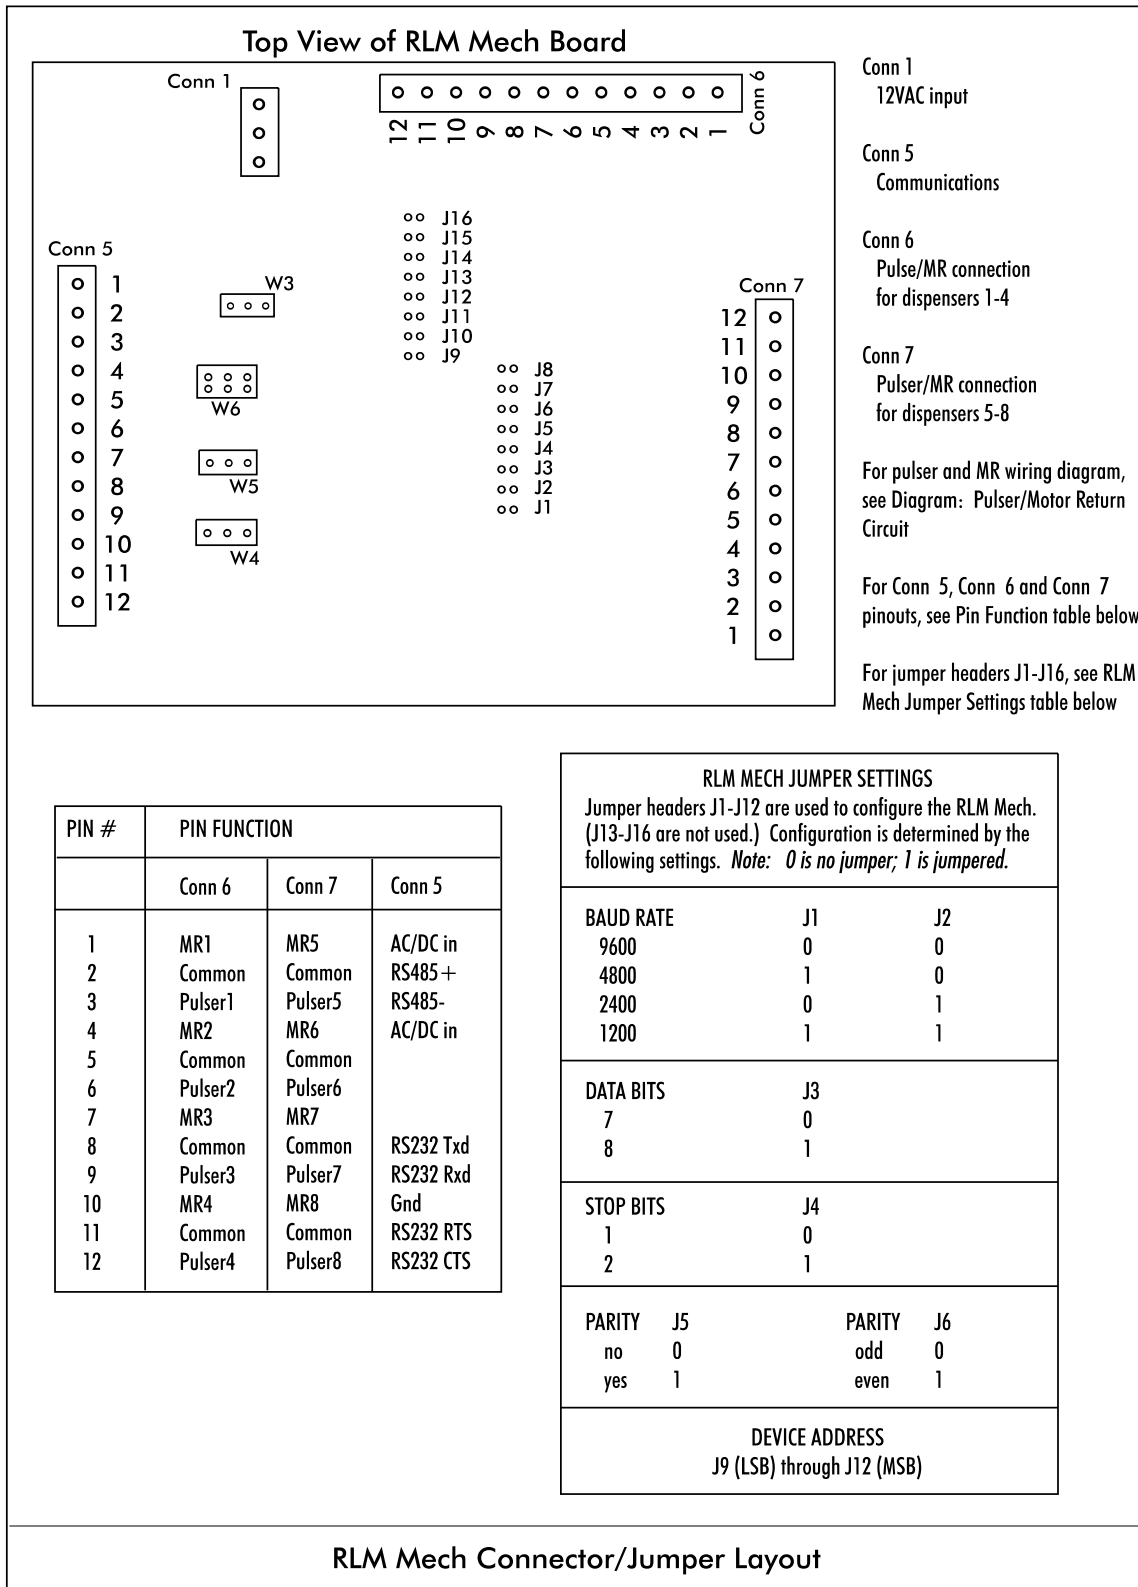 Top View of RLM Mech Board
Conn 1
Conn 6
12 11 10 9 8 7 6 5 4 3 2 1
J16
J15
J14
J13
J12
J11
J10
J9
Conn 5
1
2
3
4
5
6
7
8
9
10
11
12
W3
W6
W5
W4
J8
J7
J6
J5
J4
J3
J2
J1
Conn 7
12
11
10
9
8
7
6
5
4
3
2
1
Conn 1
12VAC input
Conn 5
Communications
Conn 6
Pulse/MR connection
for dispensers 1-4
Conn 7
Pulser/MR connection
for dispensers 5-8
For pulser and MR wiring diagram,
see Diagram: Pulser/Motor Return
Circuit
For Conn 5, Conn 6 and Conn 7
pinouts, see Pin Function table below
For jumper headers J1-J16, see RLM
Mech Jumper Settings table below
PIN # PIN FUNCTION
Conn 6 Conn 7 Conn 5
1 MR1 MR5 AC/DC in
2 Common Common RS485+
3 Pulser1 Pulser5 RS485-
4 MR2 MR6 AC/DC in
5 Common Common
6 Pulser2 Pulser6
7 MR3 MR7
8 Common Common RS232 Txd
9 Pulser3 Pulser7 RS232 Rxd
10 MR4 MR8 Gnd
11 Common Common RS232 RTS
12 Pulser4 Pulser8 RS232 CTS
RLM MECH JUMPER SETTINGS
Jumper headers J1-J12 are used to configure the RLM Mech.
(J13-J16 are not used.) Configuration is determined by the
following settings. Note: 0 is no jumper; 1 is jumpered.
BAUD RATE J1 J2
9600 0 0
4800 1 0
2400 0 1
1200 1 1
DATA BITS J3
7 0
8 1
STOP BITS J4
1 0
2 1
PARITY J5 PARITY J6
no 0 odd 0
yes 1 even 1
DEVICE ADDRESS
J9 (LSB) through J12 (MSB)
RLM Mech Connector/Jumper Layout